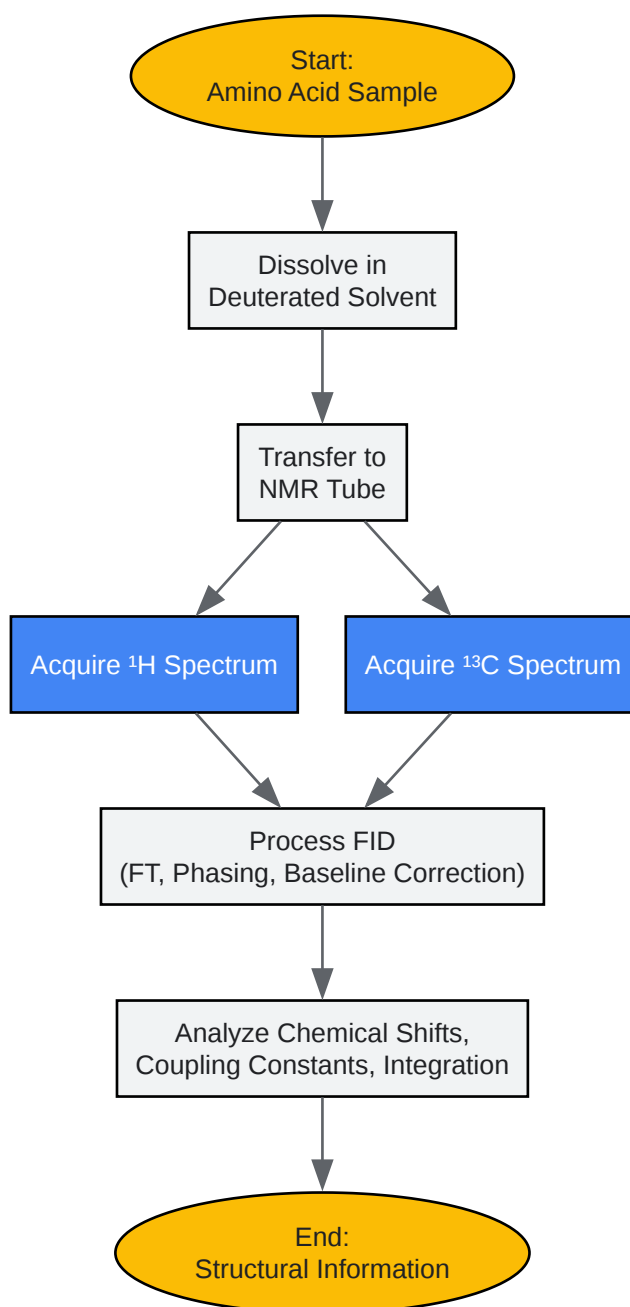 Start:
Amino Acid Sample
Dissolve in
Deuterated Solvent
Transfer to
NMR Tube
Acquire ¹H Spectrum
Acquire ¹³C Spectrum
Process FID
(FT, Phasing, Baseline Correction)
Analyze Chemical Shifts,
Coupling Constants, Integration
End:
Structural Information